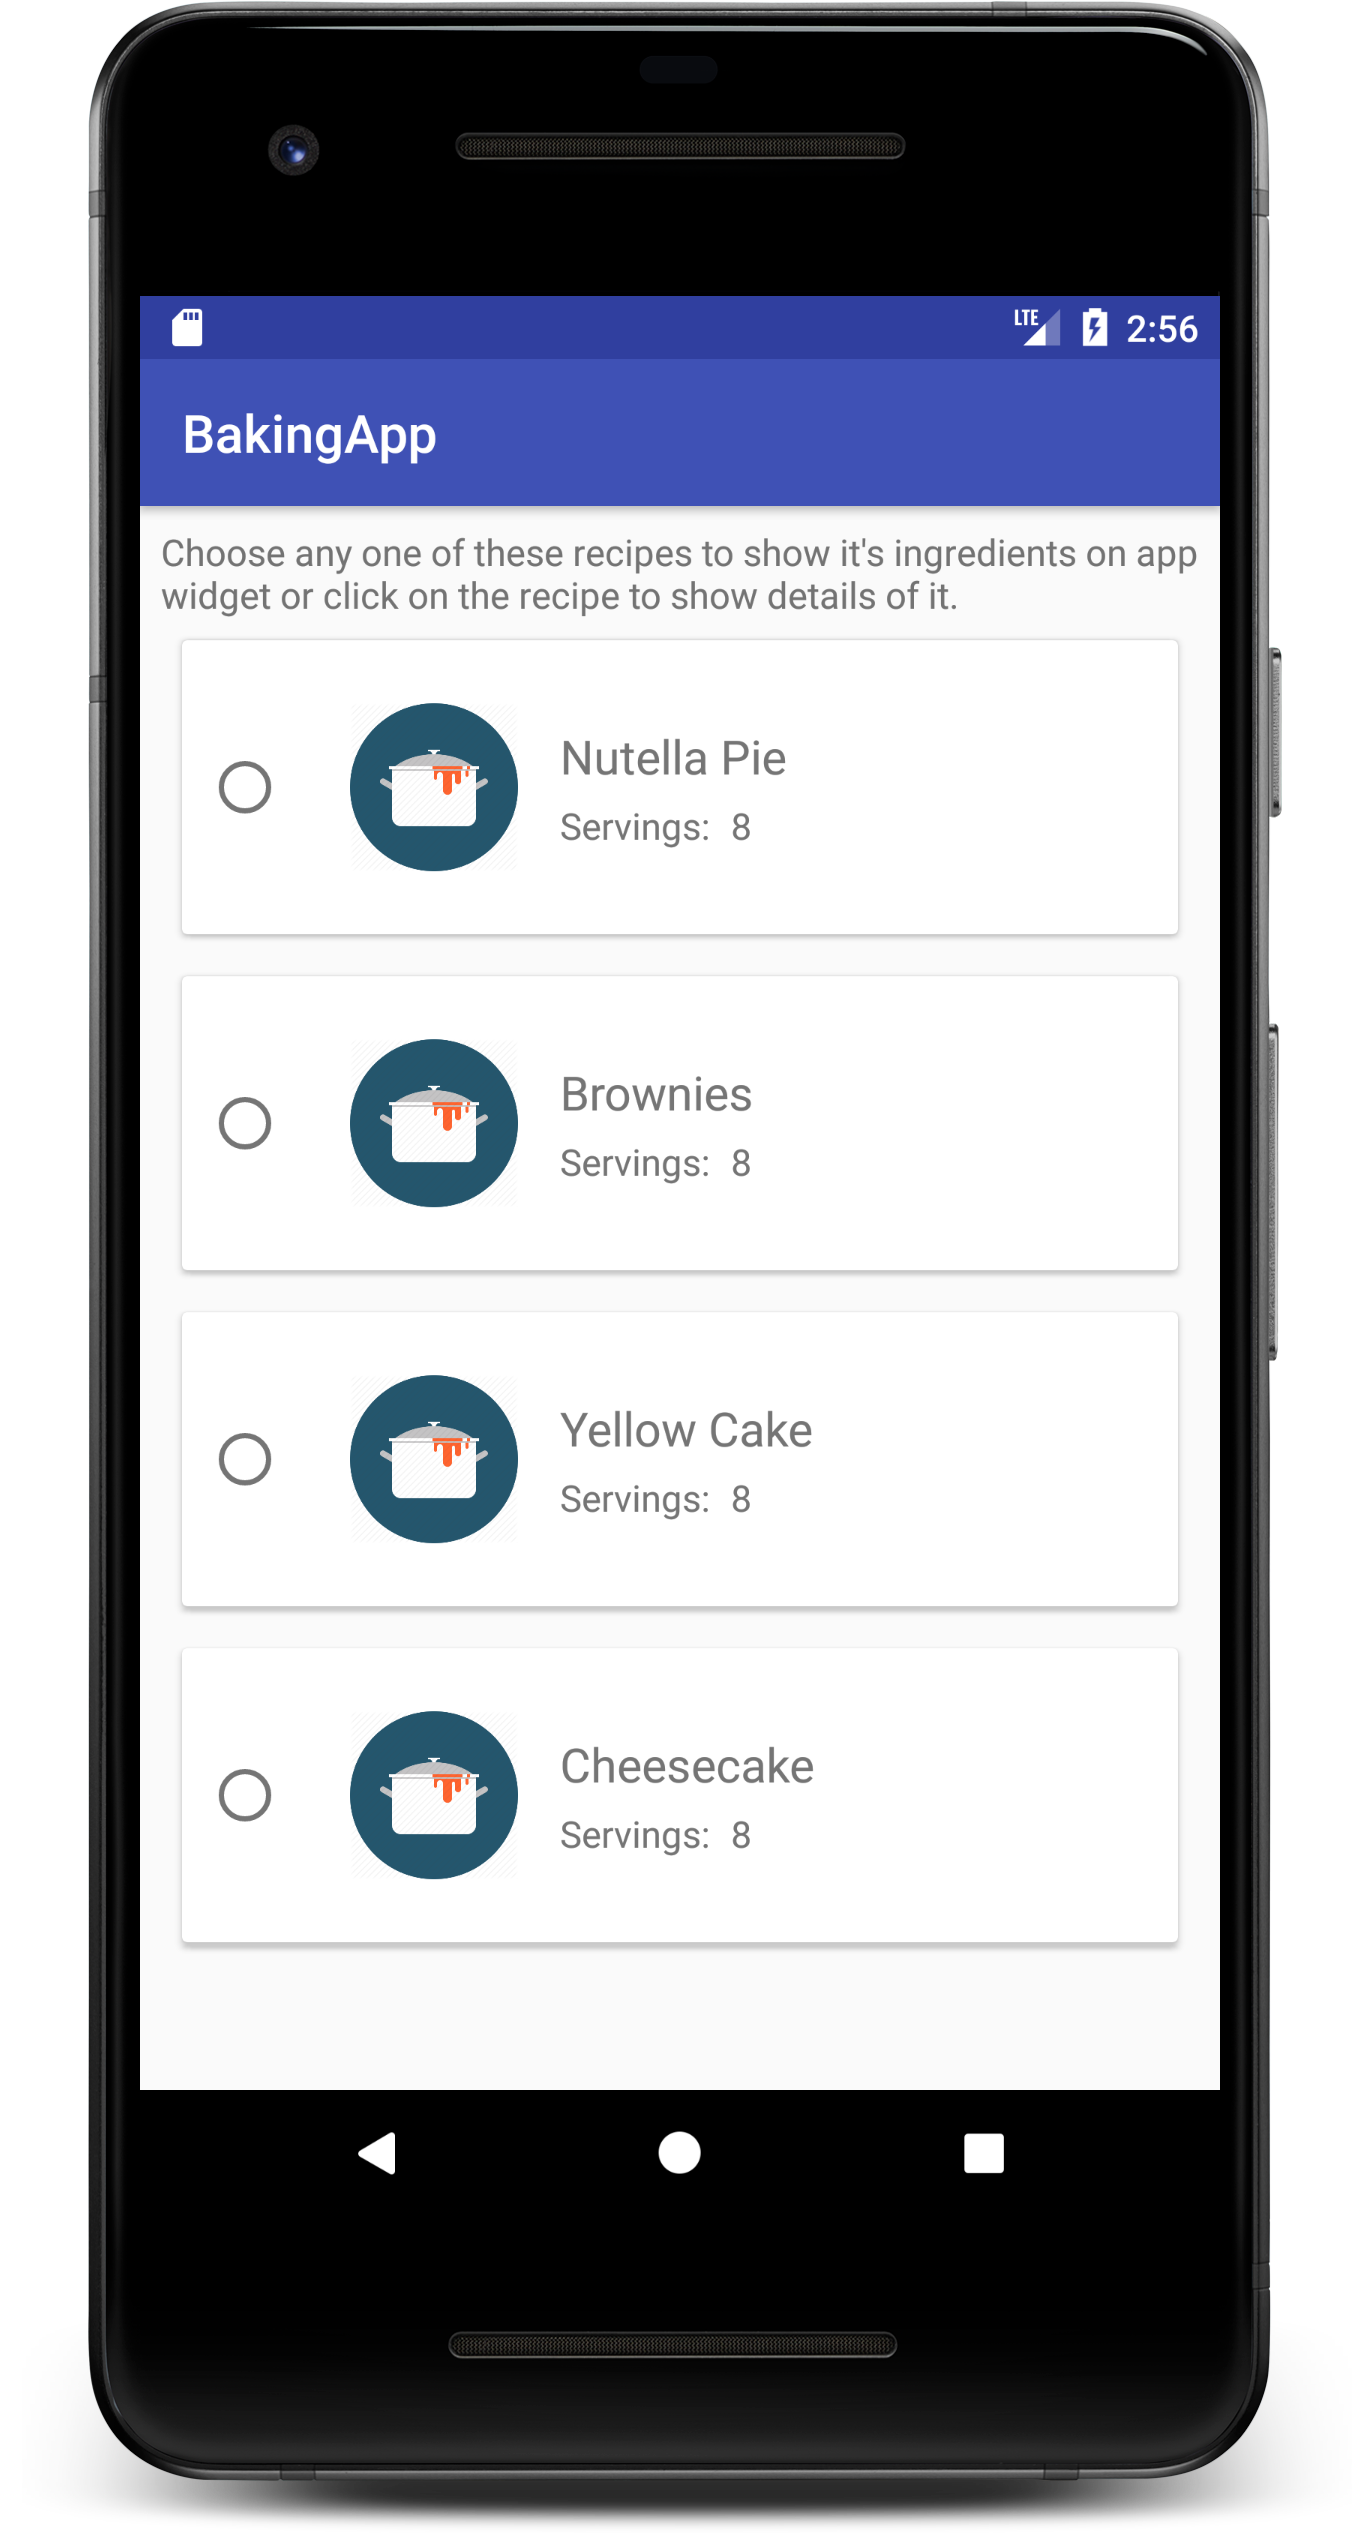 LTE 2:56
BakingApp
Choose any one of these recipes to show it's ingredients on app
widget or click on the recipe to show details of it.
Nutella Pie
Servings: 8
Brownies
Servings: 8
Yellow Cake
Servings: 8
Cheesecake
Servings: 8